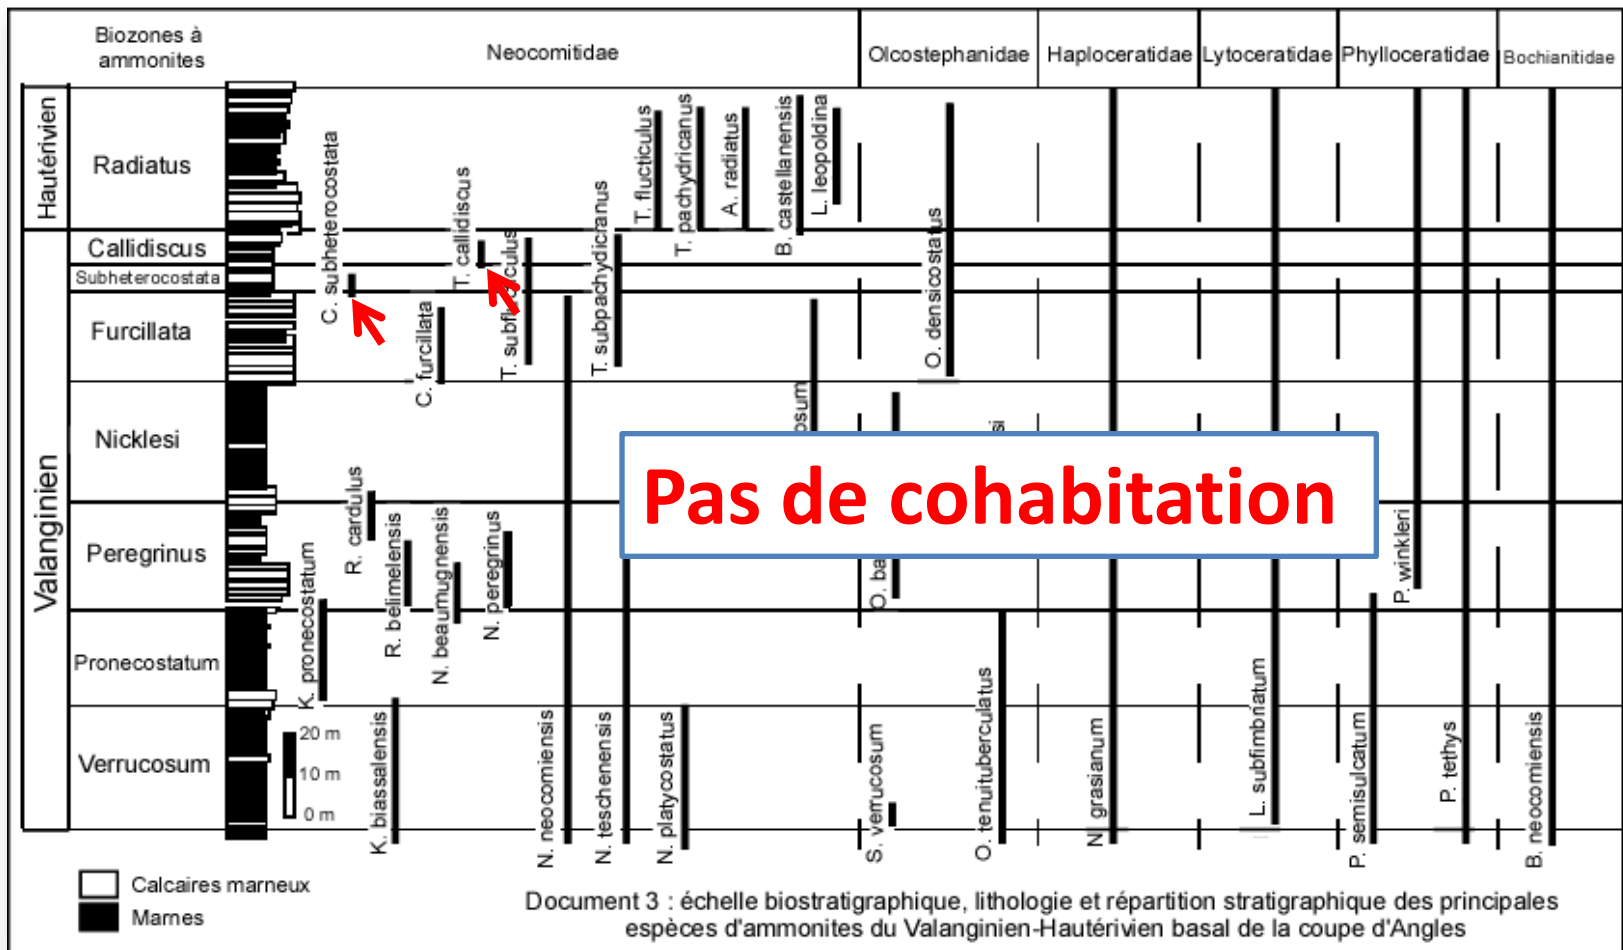 Biozones à
ammonites
Neocomitidae
Olcostephanidae
Haploceratidae
Lytoceratidae
Phylloceratidae
Bochianitidae
Hautérivien
Valanginien
Radiatus
Callidiscus
Subheterocostata
Furcillata
Nicklesi
Peregrinus
Pronecostatum
Verrucosum
20 m
10 m
0 m
C. subheterocostata
T. callidiscus
C. furcillata
T. subpachydicranus
T. flucticulus
T. pachydricanus
A. radiatus
B. castellanensis
L. leopoldina
O. densicostatus
R. cardulus
K. pronecostatum
R. belimelensis
N. beaumugnensis
N. peregrinus
K. biassalensis
N. neocomiensis
N. teschenensis
N. platycostatus
S. verrucosum
O. tenuituberculatus
N. grasianum
L. subfimbriatum
P. semisulcatum
P. winkleri
P. tethys
B. neocomiensis
Pas de cohabitation
Calcaires marneux
Marnes
Document 3 : échelle biostratigraphique, lithologie et répartition stratigraphique des principales
espèces d'ammonites du Valanginien-Hautérivien basal de la coupe d'Angles